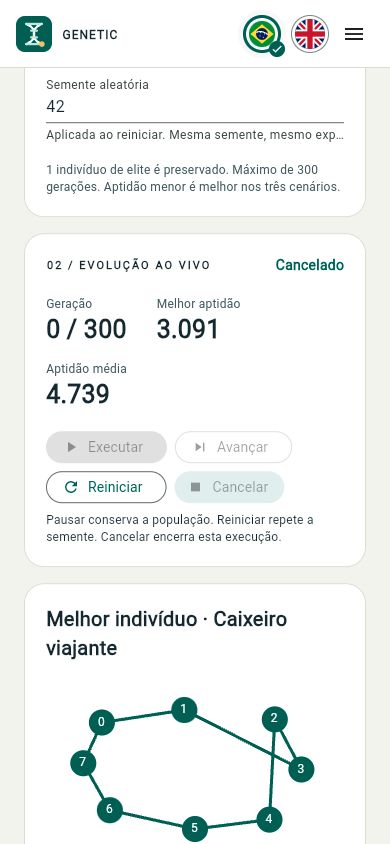 GENETIC
Semente aleatória
42
Aplicada ao reiniciar. Mesma semente, mesmo exp…
1 indivíduo de elite é preservado. Máximo de 300
gerações. Aptidão menor é melhor nos três cenários.
02 / EVOLUÇÃO AO VIVO
Cancelado
Geração
0 / 300
Melhor aptidão
3.091
Aptidão média
4.739
Executar
Avançar
Reiniciar
Cancelar
Pausar conserva a população. Reiniciar repete a
semente. Cancelar encerra esta execução.
Melhor indivíduo · Caixeiro
viajante
0
1
2
7
3
6
5
4